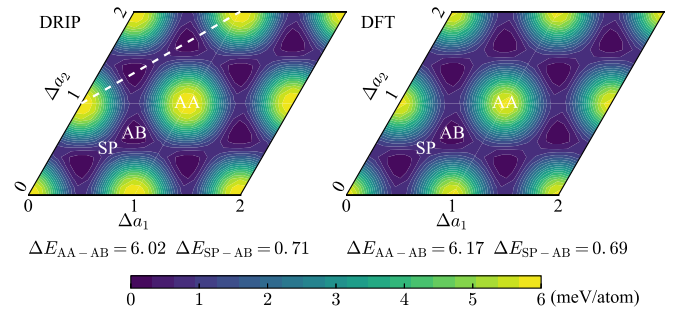 DRIP
DFT
2
2
Δa₂
1
Δa₂
1
AA
AA
AB
AB
SP
SP
0
0
0
1
2
0
1
2
Δa₁
Δa₁
ΔE_AA−AB = 6.02 ΔE_SP−AB = 0.71
ΔE_AA−AB = 6.17 ΔE_SP−AB = 0.69
0 1 2 3 4 5 6 (meV/atom)